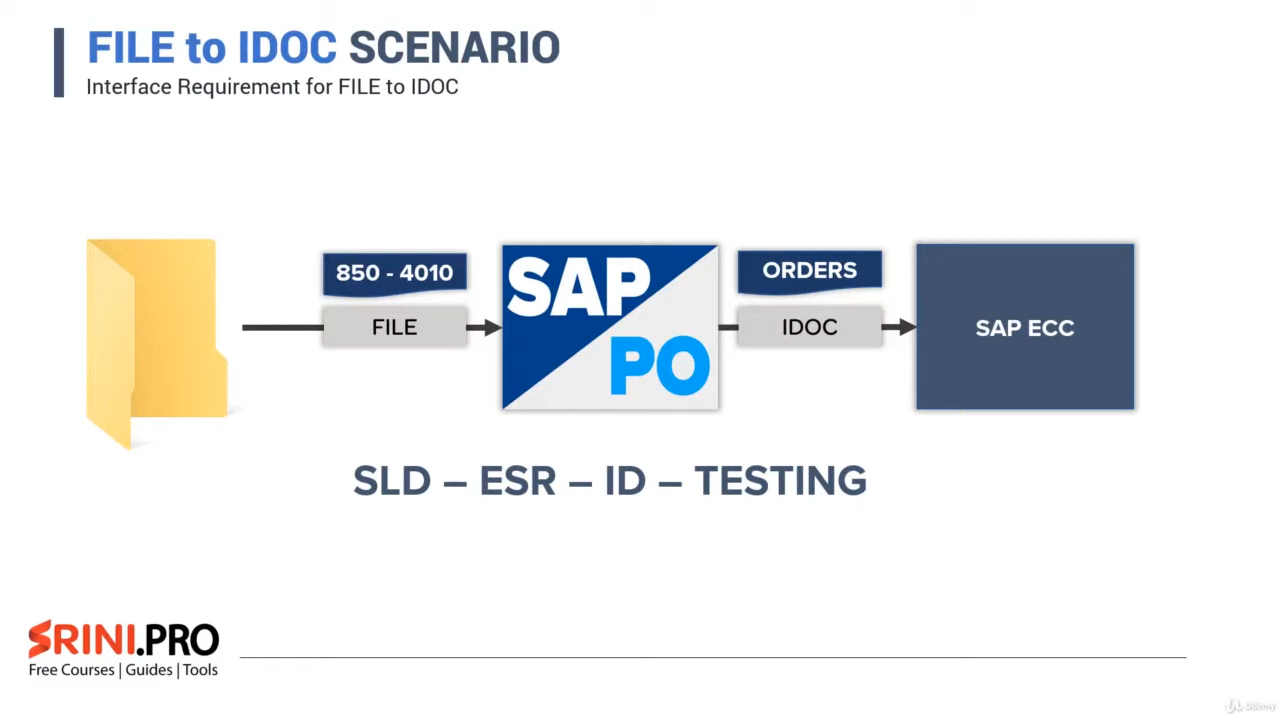 FILE to IDOC SCENARIO
Interface Requirement for FILE to IDOC
850 - 4010
FILE
SAP
PO
ORDERS
IDOC
SAP ECC
SLD – ESR – ID – TESTING
SRINI.PRO
Free Courses | Guides | Tools
Udemy